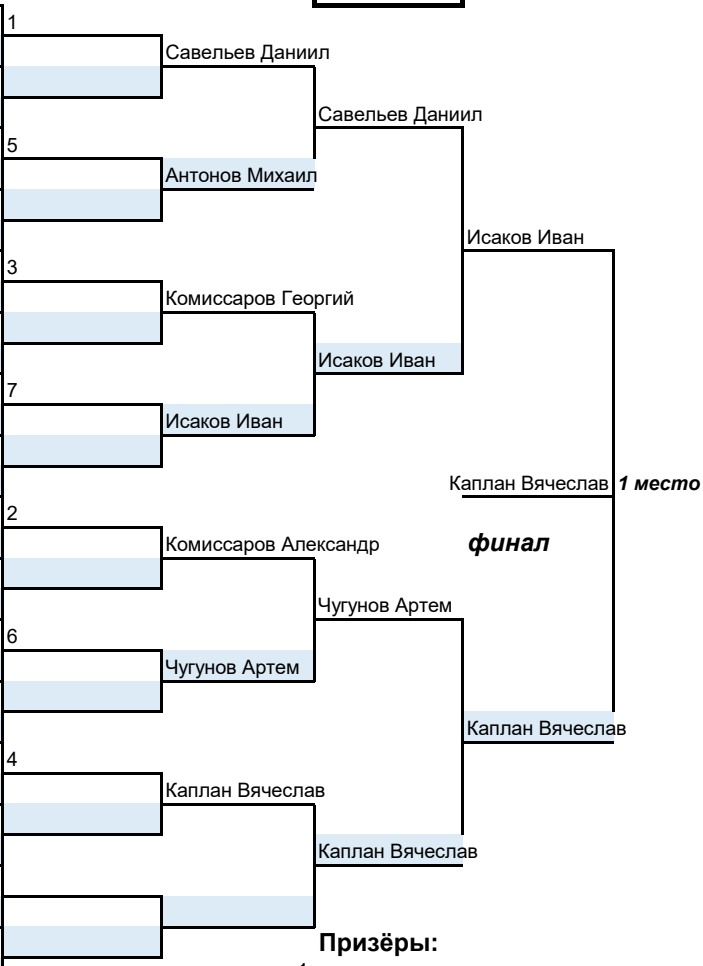 1
Савельев Даниил
Савельев Даниил
5
Антонов Михаил
Исаков Иван
3
Комиссаров Георгий
Исаков Иван
7
Исаков Иван
Каплан Вячеслав 1 место
2
Комиссаров Александр
финал
Чугунов Артем
6
Чугунов Артем
Каплан Вячеслав
4
Каплан Вячеслав
Каплан Вячеслав
Призёры: